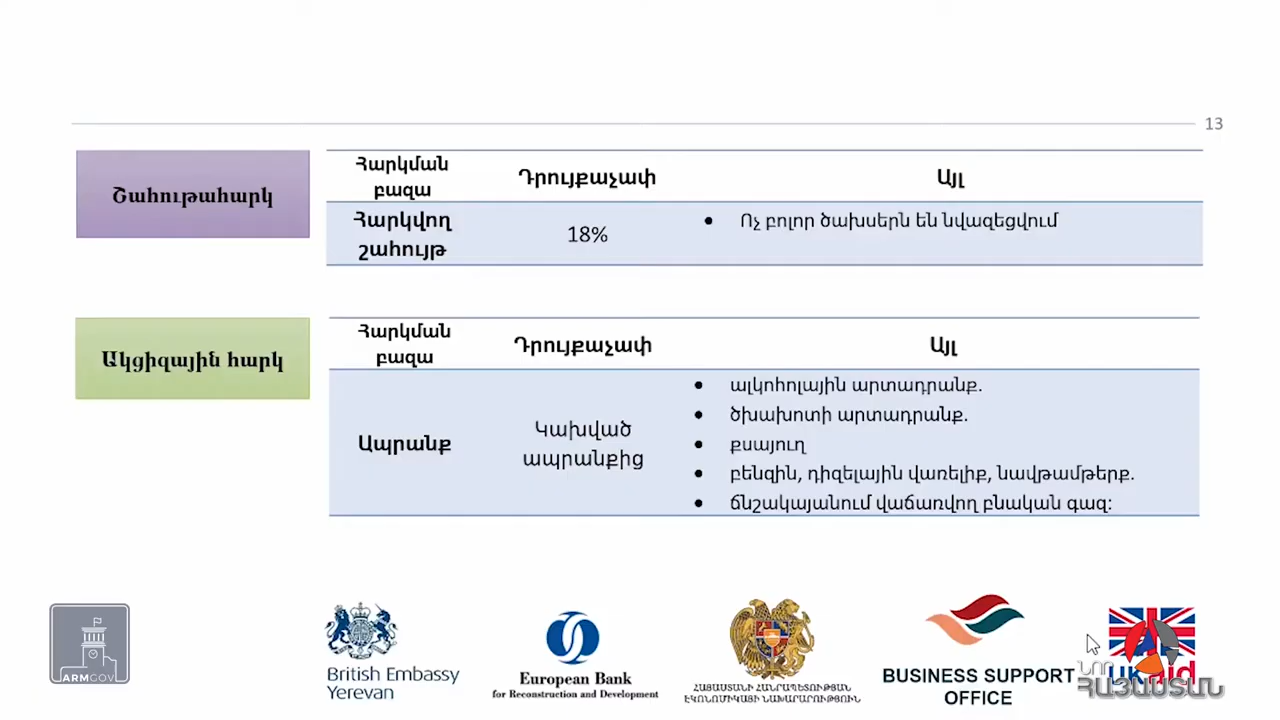 13
Շահութահարկ
Հարկման
բազա
Դրույքաչափ
Այլ
Հարկվող
շահույթ
18%
• Ոչ բոլոր ծախսերն են նվազեցվում
Ակցիզային հարկ
Հարկման
բազա
Դրույքաչափ
Այլ
Ապրանք
Կախված
ապրանքից
• ալկոհոլային արտադրանք.
• ծխախոտի արտադրանք.
• քսայուղ
• բենզին, դիզելային վառելիք, նավթամթերք.
• ճնշակայանում վաճառվող բնական գազ:
ARMGOV
British Embassy
Yerevan
European Bank
for Reconstruction and Development
ՀԱՅԱՍՏԱՆԻ ՀԱՆՐԱՊԵՏՈՒԹՅԱՆ
ԷԿՈՆՈՄԻԿԱՅԻ ՆԱԽԱՐԱՐՈՒԹՅՈՒՆ
BUSINESS SUPPORT
OFFICE
ukaid
ՆՈՐ
ՀԱՅԱՍՏԱՆ